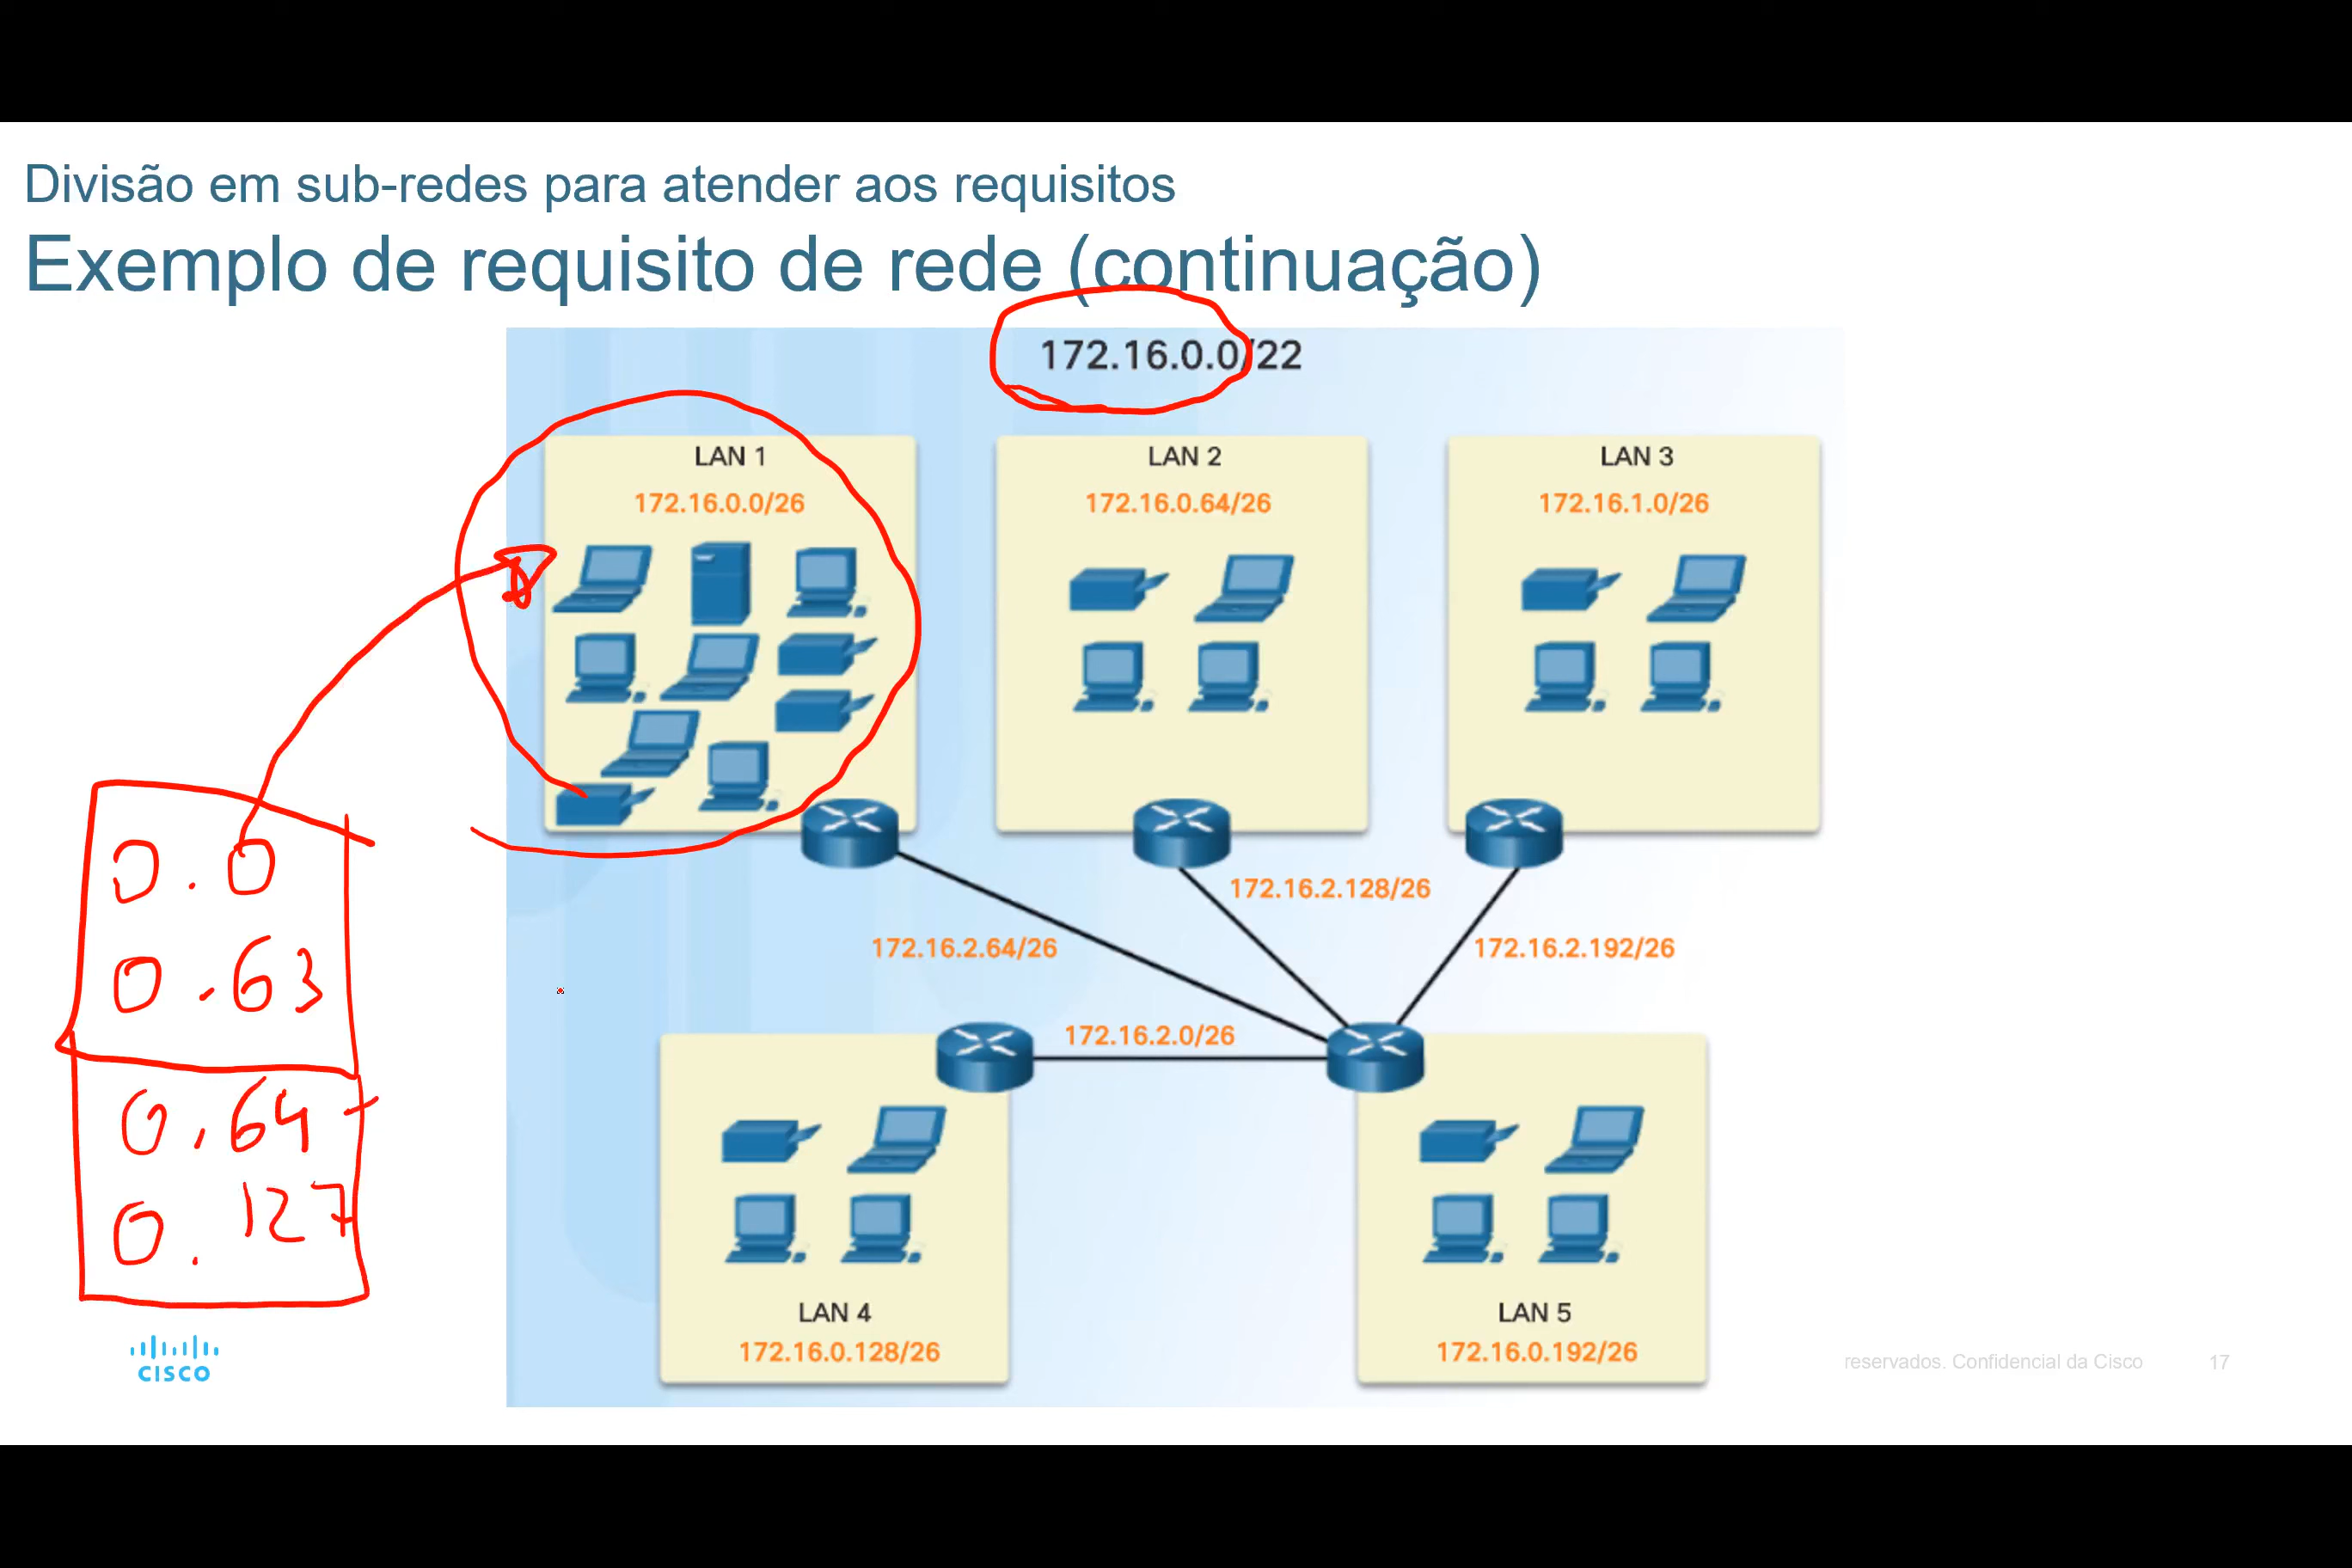 Divisão em sub-redes para atender aos requisitos
Exemplo de requisito de rede (continuação)
172.16.0.0/22
LAN 1
172.16.0.0/26
LAN 2
172.16.0.64/26
LAN 3
172.16.1.0/26
172.16.2.128/26
172.16.2.64/26
172.16.2.192/26
172.16.2.0/26
LAN 4
172.16.0.128/26
LAN 5
172.16.0.192/26
0.0
0.63
0.64
0.127
CISCO
reservados. Confidencial da Cisco
17